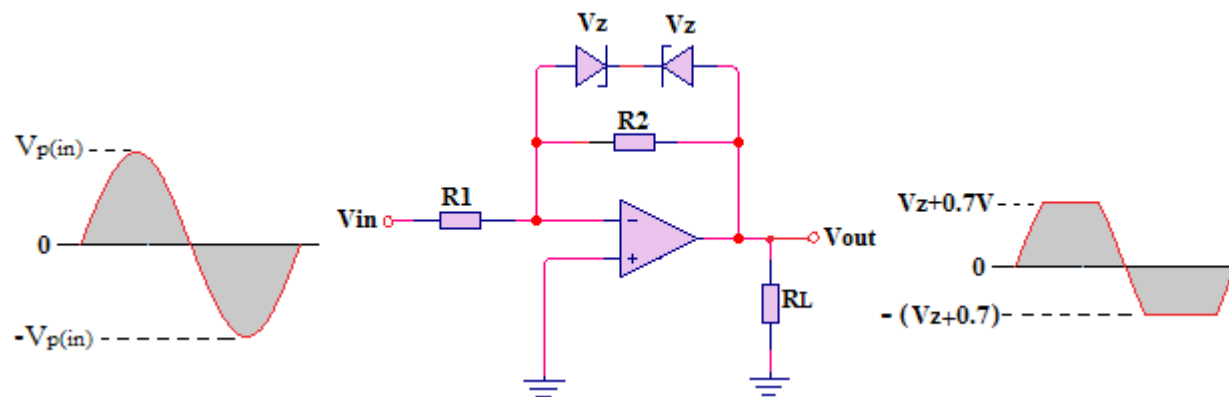 Vz Vz
R2
Vp(in)
R1
Vz+0.7V
Vin
Vout
0
-
+
0
RL
- (Vz+0.7)
-Vp(in)